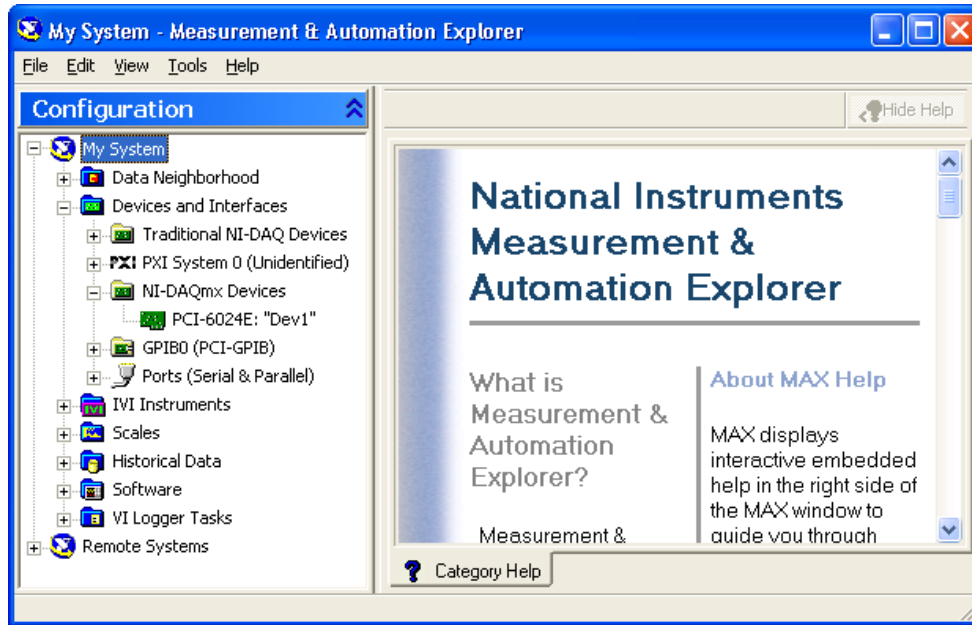 My System - Measurement & Automation Explorer
File Edit View Tools Help
Configuration
Hide Help
My System
Data Neighborhood
Devices and Interfaces
Traditional NI-DAQ Devices
PXI PXI System 0 (Unidentified)
NI-DAQmx Devices
PCI-6024E: "Dev1"
GPIB0 (PCI-GPIB)
Ports (Serial & Parallel)
IVI IVI Instruments
Scales
Historical Data
Software
VI Logger Tasks
Remote Systems
National Instruments
Measurement &
Automation Explorer
What is
Measurement &
Automation
Explorer?
Measurement &
About MAX Help
MAX displays
interactive embedded
help in the right side of
the MAX window to
guide you through
Category Help